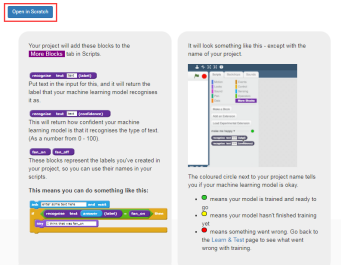 Open in Scratch
Your project will add these blocks to the
More Blocks tab in Scripts.
recognise text text (label)
Put in the input for this, and it will return the
label that your machine learning model recognises
it as.
recognise text text (confidence)
This will return how confident your machine
learning model is that it recognises the type of text
(As a number from 0 - 100).
fan_on fan_off
These blocks represent the labels you've created in
your project, so you can use their names in your
scripts.
This means you can do something like this:
ask enter some text here and wait
if recognise text answer (label) = fan_on then
say I think that was fan_on
It will look something like this - except with the
name of your project.
More Blocks
The coloured circle next to your project name tells
you if your machine learning model is okay.
means your model is trained and ready to
go
means your model hasn't finished training
yet
means something went wrong. Go back to
the Learn & Test page to see what went
wrong with training.